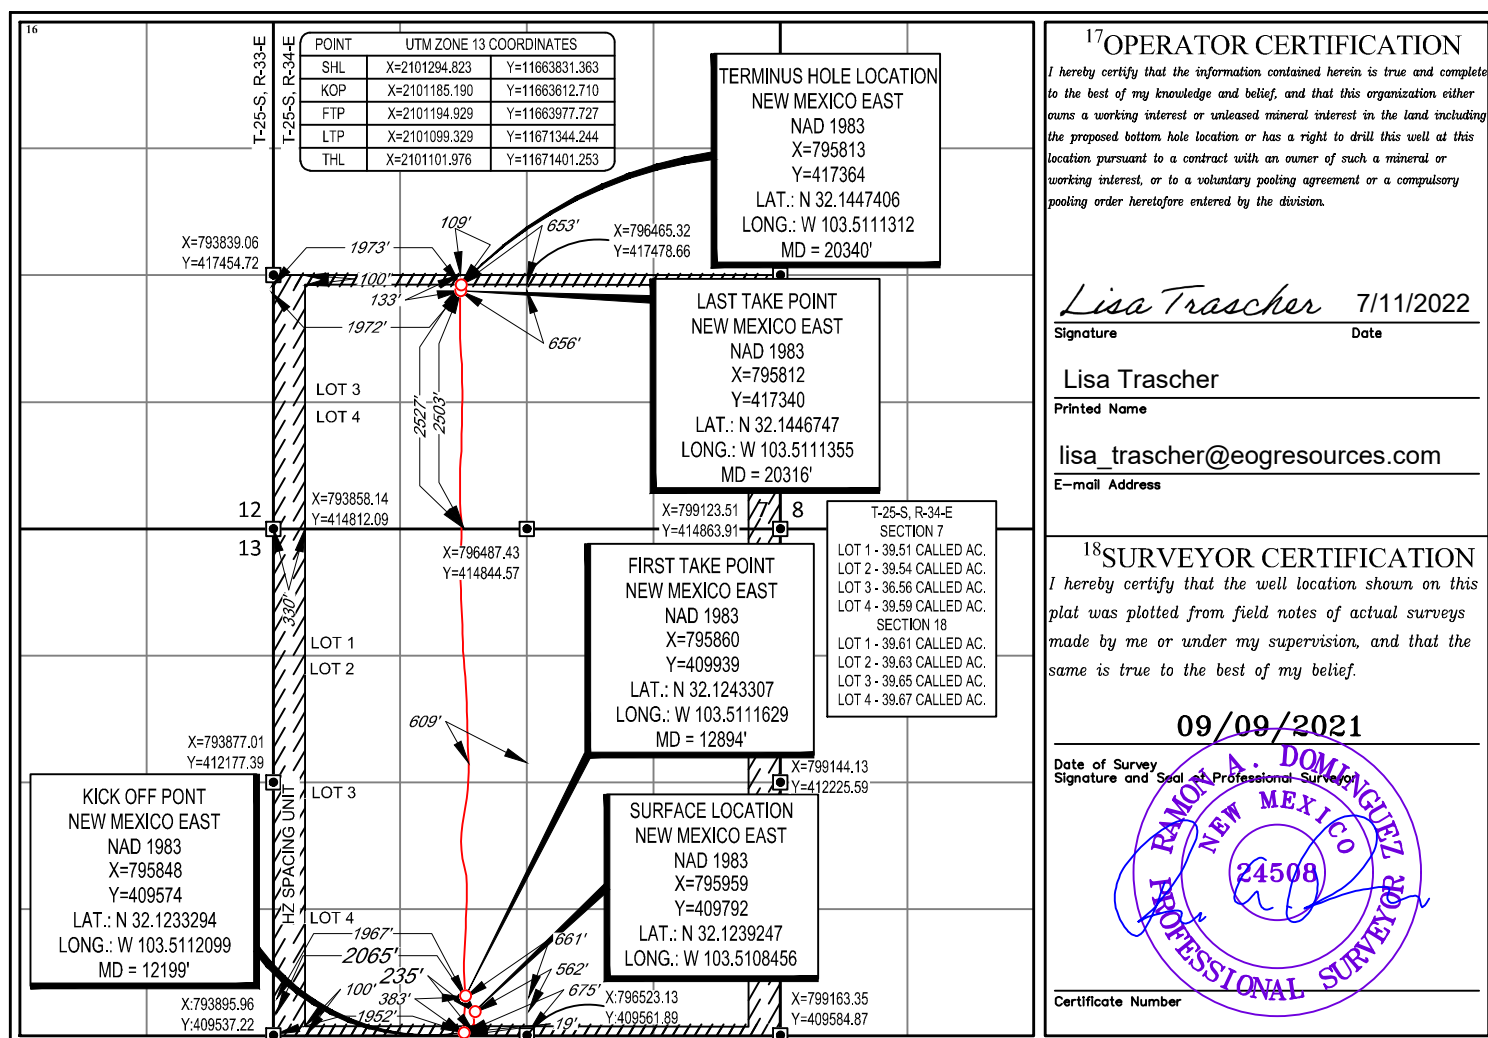 16
T-25-S, R-33-E
T-25-S, R-34-E
POINT UTM ZONE 13 COORDINATES
SHL X=2101294.823 Y=11663831.363
KOP X=2101185.190 Y=11663612.710
FTP X=2101194.929 Y=11663977.727
LTP X=2101099.329 Y=11671344.244
THL X=2101101.976 Y=11671401.253
TERMINUS HOLE LOCATION
NEW MEXICO EAST
NAD 1983
X=795813
Y=417364
LAT.: N 32.1447406
LONG.: W 103.5111312
MD = 20340'
X=793839.06
Y=417454.72
1973'
109'
653'
X=796465.32
Y=417478.66
100'
133'
1972'
656'
LAST TAKE POINT
NEW MEXICO EAST
NAD 1983
X=795812
Y=417340
LAT.: N 32.1446747
LONG.: W 103.5111355
MD = 20316'
LOT 3
LOT 4
2527'
2503'
12
13
X=793858.14
Y=414812.09
X=796487.43
Y=414844.57
X=799123.51
Y=414863.91
7
8
T-25-S, R-34-E
SECTION 7
LOT 1 - 39.51 CALLED AC.
LOT 2 - 39.54 CALLED AC.
LOT 3 - 36.56 CALLED AC.
LOT 4 - 39.59 CALLED AC.
SECTION 18
LOT 1 - 39.61 CALLED AC.
LOT 2 - 39.63 CALLED AC.
LOT 3 - 39.65 CALLED AC.
LOT 4 - 39.67 CALLED AC.
FIRST TAKE POINT
NEW MEXICO EAST
NAD 1983
X=795860
Y=409939
LAT.: N 32.1243307
LONG.: W 103.5111629
MD = 12894'
330'
LOT 1
LOT 2
609'
X=793877.01
Y=412177.39
X=799144.13
Y=412225.59
KICK OFF PONT
NEW MEXICO EAST
NAD 1983
X=795848
Y=409574
LAT.: N 32.1233294
LONG.: W 103.5112099
MD = 12199'
HZ SPACING UNIT
LOT 3
LOT 4
SURFACE LOCATION
NEW MEXICO EAST
NAD 1983
X=795959
Y=409792
LAT.: N 32.1239247
LONG.: W 103.5108456
1967'
2065'
235'
100'
383'
1952'
661'
562'
675'
19'
X:793895.96
Y:409537.22
X:796523.13
Y:409561.89
X=799163.35
Y=409584.87
17OPERATOR CERTIFICATION
I hereby certify that the information contained herein is true and complete
to the best of my knowledge and belief, and that this organization either
owns a working interest or unleased mineral interest in the land including
the proposed bottom hole location or has a right to drill this well at this
location pursuant to a contract with an owner of such a mineral or
working interest, or to a voluntary pooling agreement or a compulsory
pooling order heretofore entered by the division.
Lisa Trascher 7/11/2022
Signature Date
Lisa Trascher
Printed Name
lisa_trascher@eogresources.com
E-mail Address
18SURVEYOR CERTIFICATION
I hereby certify that the well location shown on this
plat was plotted from field notes of actual surveys
made by me or under my supervision, and that the
same is true to the best of my belief.
09/09/2021
Date of Survey
Signature and Seal of Professional Surveyor
RAMON A. DOMINGUEZ
NEW MEXICO
24508
PROFESSIONAL SURVEYOR
Certificate Number